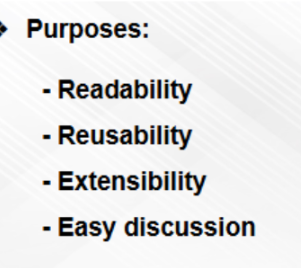 Purposes:
- Readability
- Reusability
- Extensibility
- Easy discussion